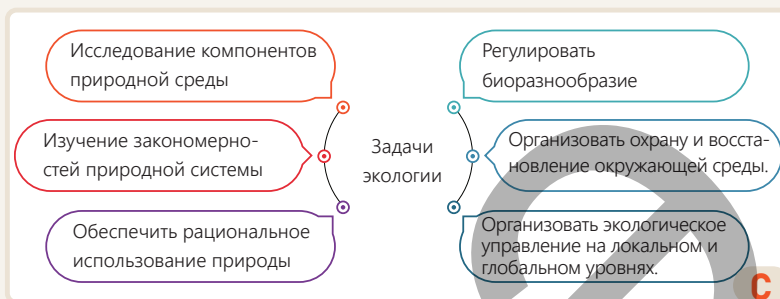 Исследование компонентов
природной среды
Изучение закономерно-
стей природной системы
Обеспечить рациональное
использование природы
Задачи
экологии
Регулировать
биоразнообразие
Организовать охрану и восста-
новление окружающей среды.
Организовать экологическое
управление на локальном и
глобальном уровнях.
С